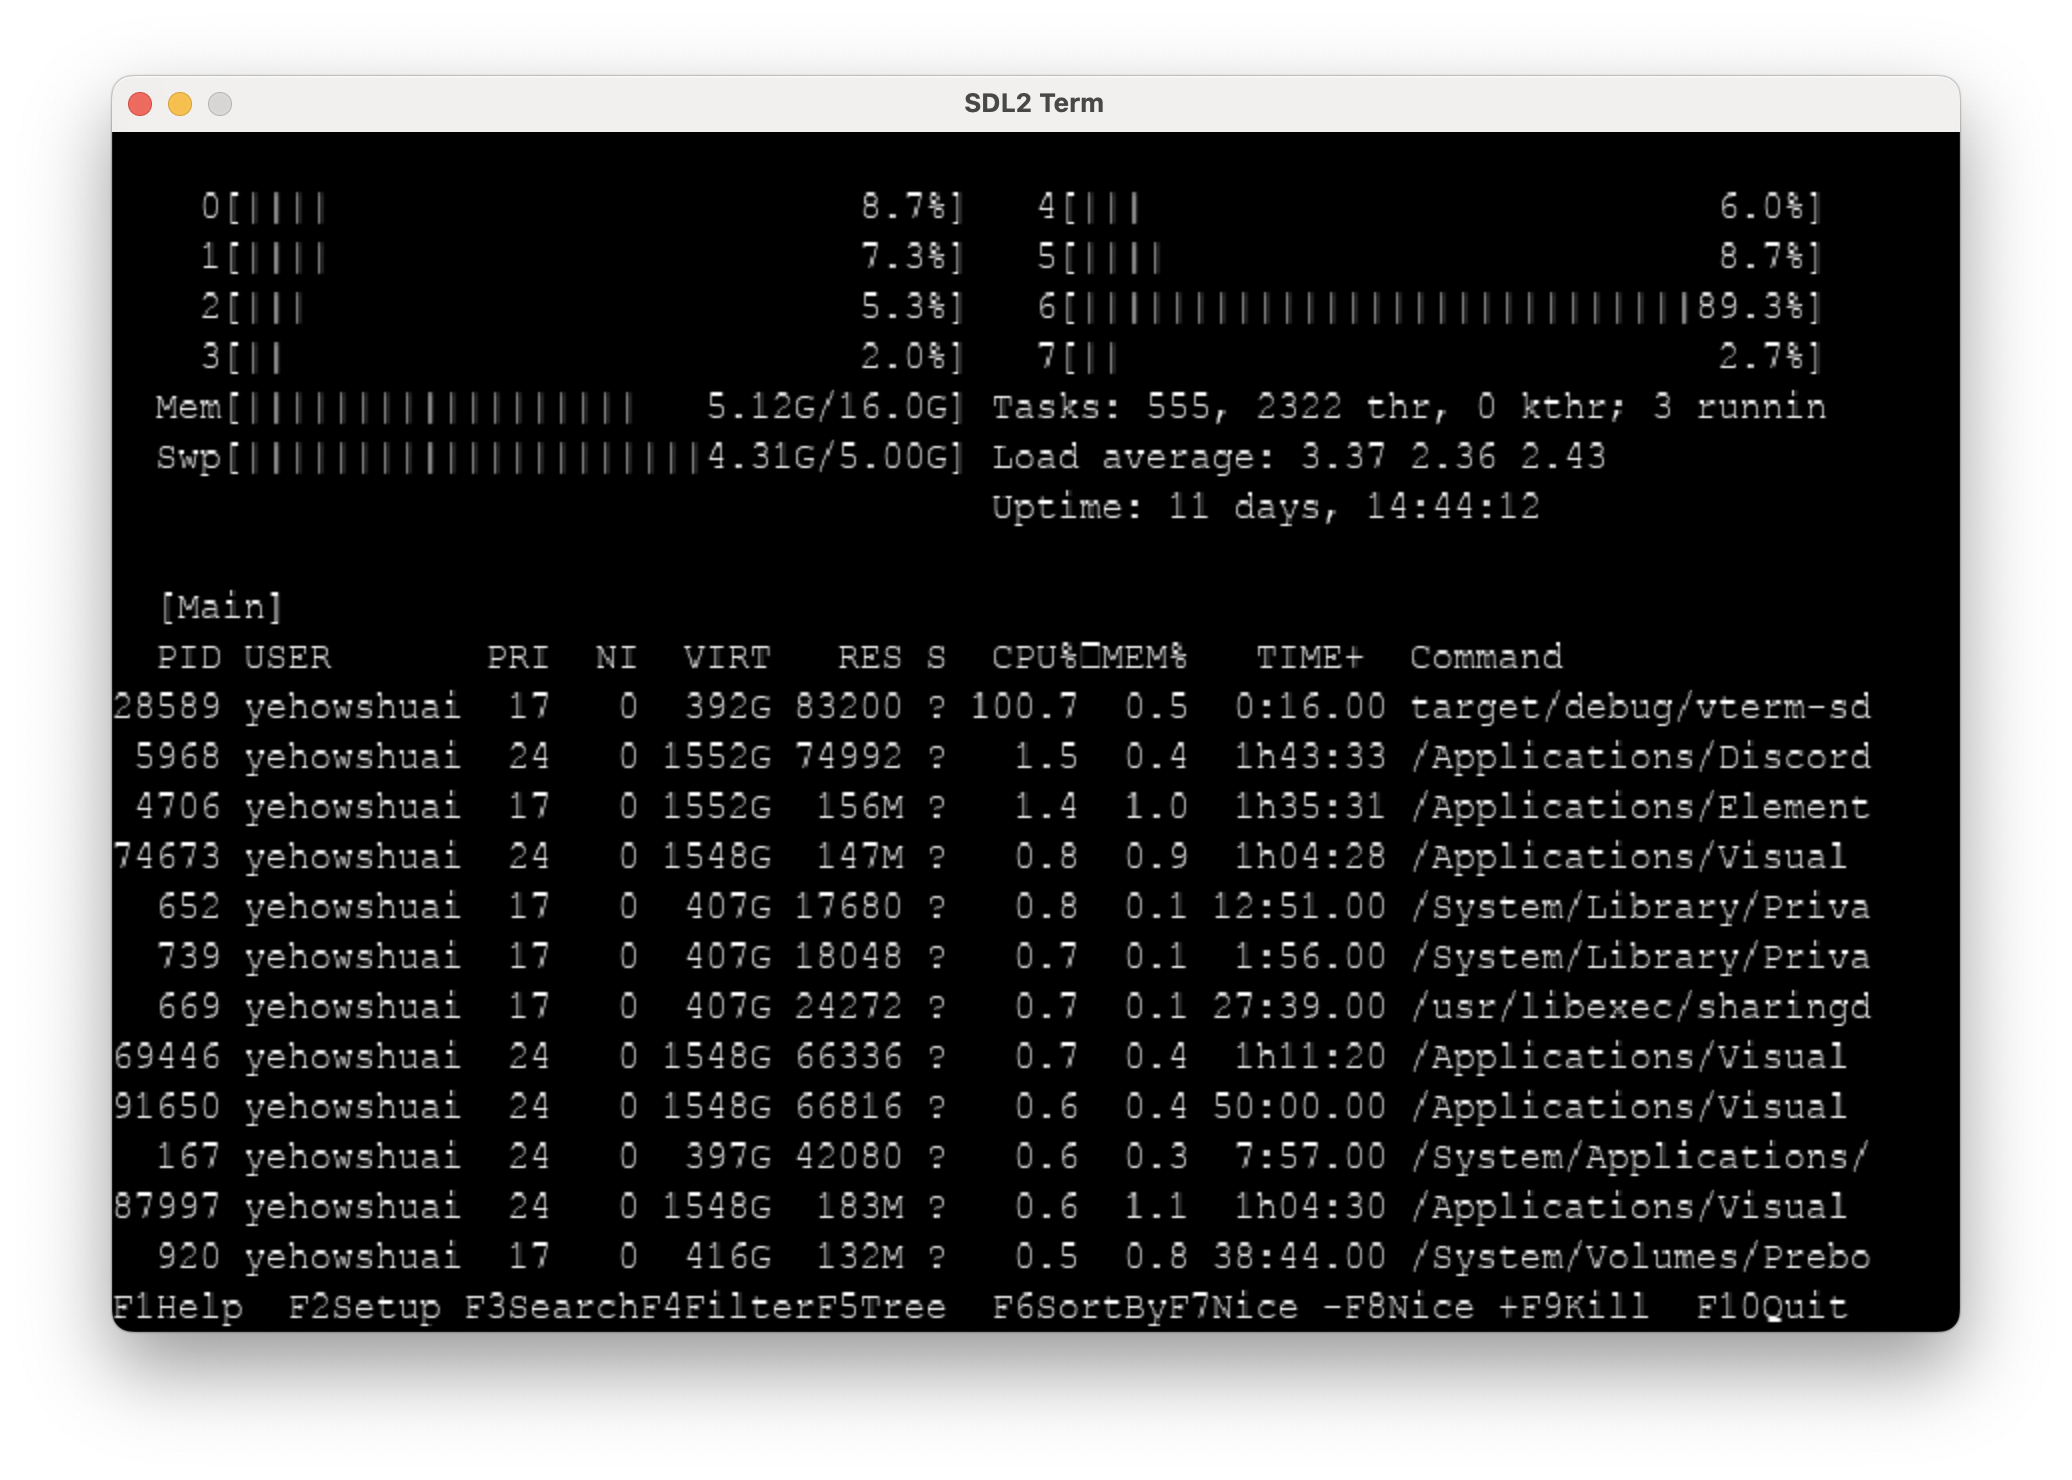 SDL2 Term
0[|||| 8.7%] 4[||| 6.0%]
1[|||| 7.3%] 5[|||| 8.7%]
2[||| 5.3%] 6[||||||||||||||||||||||||||||89.3%]
3[|| 2.0%] 7[|| 2.7%]
Mem[|||||||||||||||||| 5.12G/16.0G] Tasks: 555, 2322 thr, 0 kthr; 3 runnin
Swp[|||||||||||||||||||||4.31G/5.00G] Load average: 3.37 2.36 2.43
Uptime: 11 days, 14:44:12
[Main]
PID USER PRI NI VIRT RES S CPU%□MEM% TIME+ Command
28589 yehowshuai 17 0 392G 83200 ? 100.7 0.5 0:16.00 target/debug/vterm-sd
5968 yehowshuai 24 0 1552G 74992 ? 1.5 0.4 1h43:33 /Applications/Discord
4706 yehowshuai 17 0 1552G 156M ? 1.4 1.0 1h35:31 /Applications/Element
74673 yehowshuai 24 0 1548G 147M ? 0.8 0.9 1h04:28 /Applications/Visual
652 yehowshuai 17 0 407G 17680 ? 0.8 0.1 12:51.00 /System/Library/Priva
739 yehowshuai 17 0 407G 18048 ? 0.7 0.1 1:56.00 /System/Library/Priva
669 yehowshuai 17 0 407G 24272 ? 0.7 0.1 27:39.00 /usr/libexec/sharingd
69446 yehowshuai 24 0 1548G 66336 ? 0.7 0.4 1h11:20 /Applications/Visual
91650 yehowshuai 24 0 1548G 66816 ? 0.6 0.4 50:00.00 /Applications/Visual
167 yehowshuai 24 0 397G 42080 ? 0.6 0.3 7:57.00 /System/Applications/
87997 yehowshuai 24 0 1548G 183M ? 0.6 1.1 1h04:30 /Applications/Visual
920 yehowshuai 17 0 416G 132M ? 0.5 0.8 38:44.00 /System/Volumes/Prebo
F1Help F2Setup F3SearchF4FilterF5Tree F6SortByF7Nice -F8Nice +F9Kill F10Quit